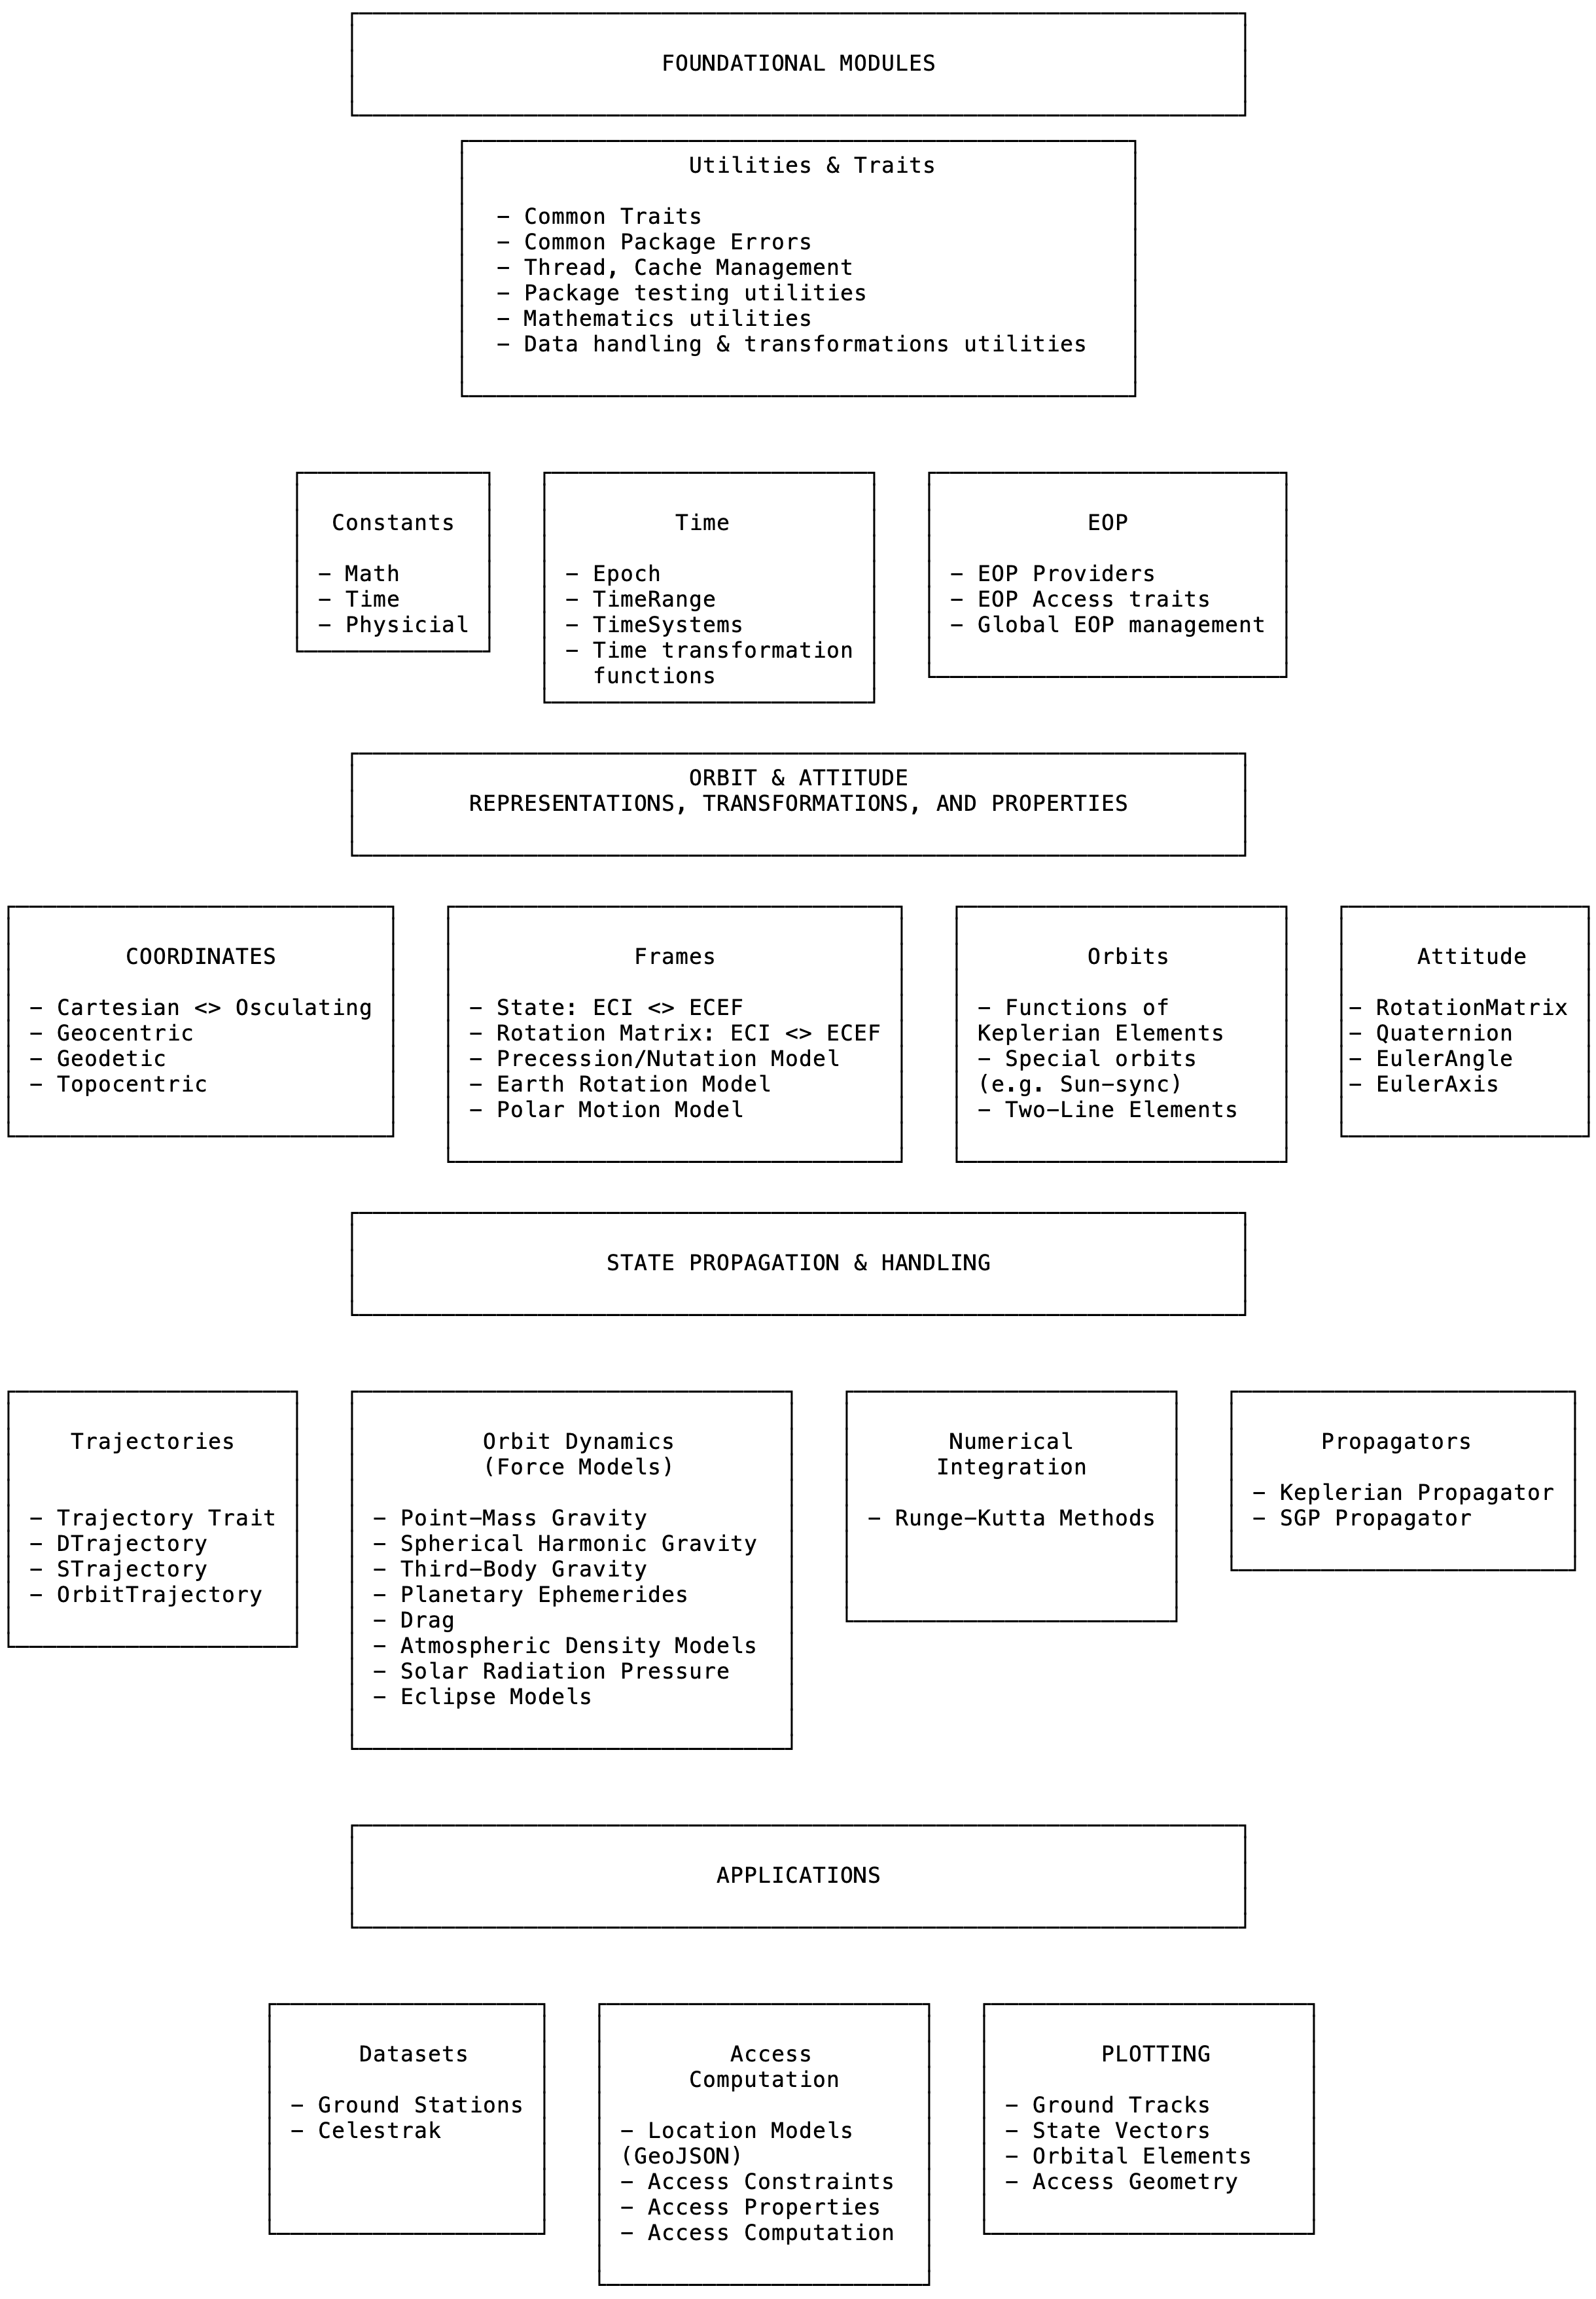 FOUNDATIONAL MODULES
Utilities & Traits
- Common Traits
- Common Package Errors
- Thread, Cache Management
- Package testing utilities
- Mathematics utilities
- Data handling & transformations utilities
Constants
- Math
- Time
- Physicial
Time
- Epoch
- TimeRange
- TimeSystems
- Time transformation
functions
EOP
- EOP Providers
- EOP Access traits
- Global EOP management
ORBIT & ATTITUDE
REPRESENTATIONS, TRANSFORMATIONS, AND PROPERTIES
COORDINATES
- Cartesian <> Osculating
- Geocentric
- Geodetic
- Topocentric
Frames
- State: ECI <> ECEF
- Rotation Matrix: ECI <> ECEF
- Precession/Nutation Model
- Earth Rotation Model
- Polar Motion Model
Orbits
- Functions of
Keplerian Elements
- Special orbits
(e.g. Sun-sync)
- Two-Line Elements
Attitude
- RotationMatrix
- Quaternion
- EulerAngle
- EulerAxis
STATE PROPAGATION & HANDLING
Trajectories
- Trajectory Trait
- DTrajectory
- STrajectory
- OrbitTrajectory
Orbit Dynamics
(Force Models)
- Point-Mass Gravity
- Spherical Harmonic Gravity
- Third-Body Gravity
- Planetary Ephemerides
- Drag
- Atmospheric Density Models
- Solar Radiation Pressure
- Eclipse Models
Numerical
Integration
- Runge-Kutta Methods
Propagators
- Keplerian Propagator
- SGP Propagator
APPLICATIONS
Datasets
- Ground Stations
- Celestrak
Access
Computation
- Location Models
(GeoJSON)
- Access Constraints
- Access Properties
- Access Computation
PLOTTING
- Ground Tracks
- State Vectors
- Orbital Elements
- Access Geometry